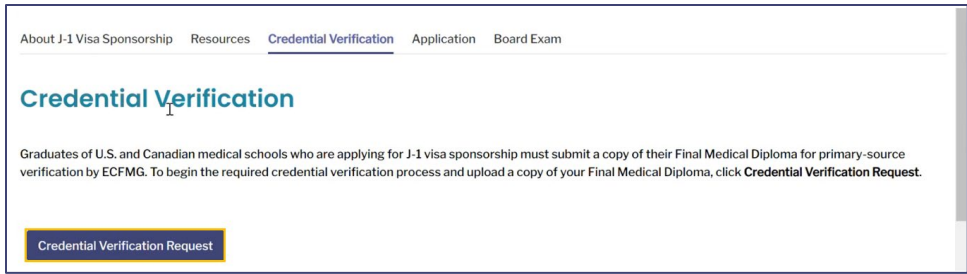 About J-1 Visa Sponsorship Resources Credential Verification Application Board Exam
Credential Verification
Graduates of U.S. and Canadian medical schools who are applying for J-1 visa sponsorship must submit a copy of their Final Medical Diploma for primary-source
verification by ECFMG. To begin the required credential verification process and upload a copy of your Final Medical Diploma, click Credential Verification Request.
Credential Verification Request